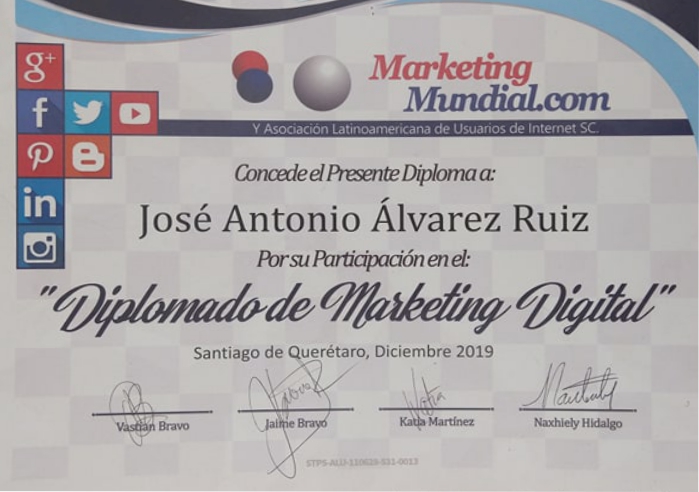 Marketing
Mundial.com
Y Asociación Latinoamericana de Usuarios de Internet SC.
Concede el Presente Diploma a:
José Antonio Álvarez Ruiz
Por su Participación en el:
"Diplomado de Marketing Digital"
Santiago de Querétaro, Diciembre 2019
Vastian Bravo Jaime Bravo Katia Martínez Naxhiely Hidalgo